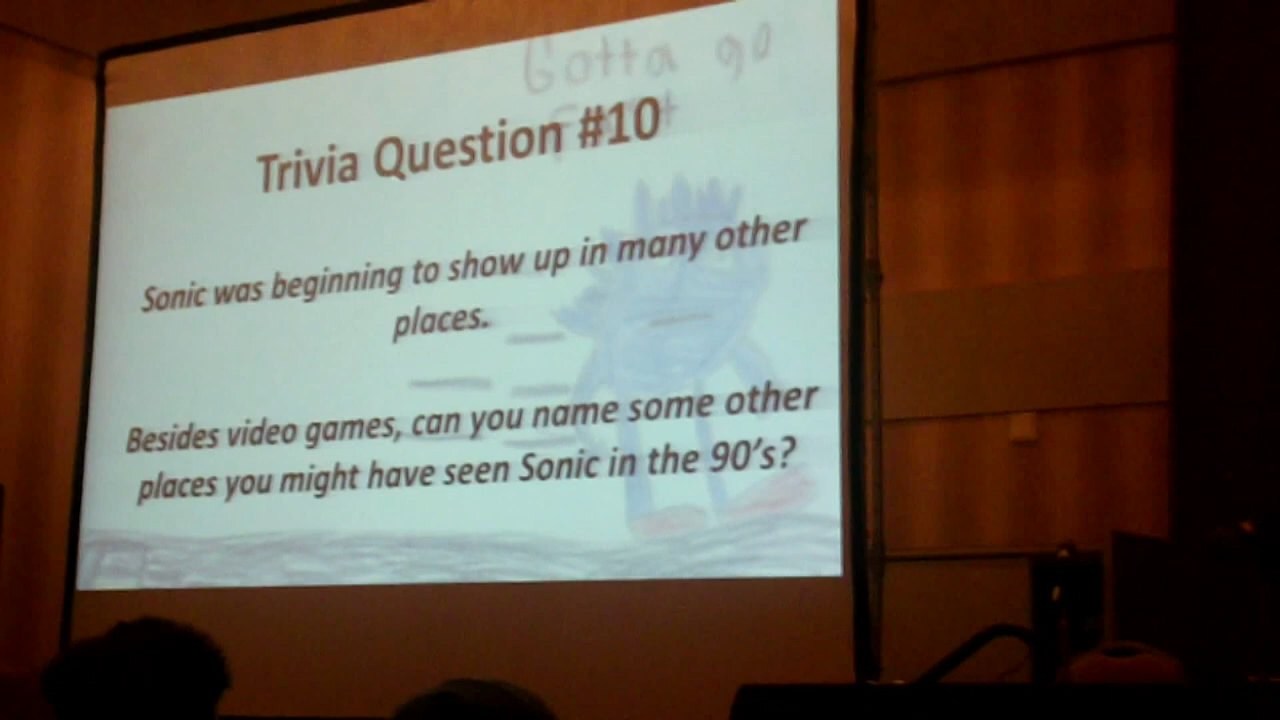 Gotta go
Trivia Question #10
Sonic was beginning to show up in many other
places.
Besides video games, can you name some other
places you might have seen Sonic in the 90's?